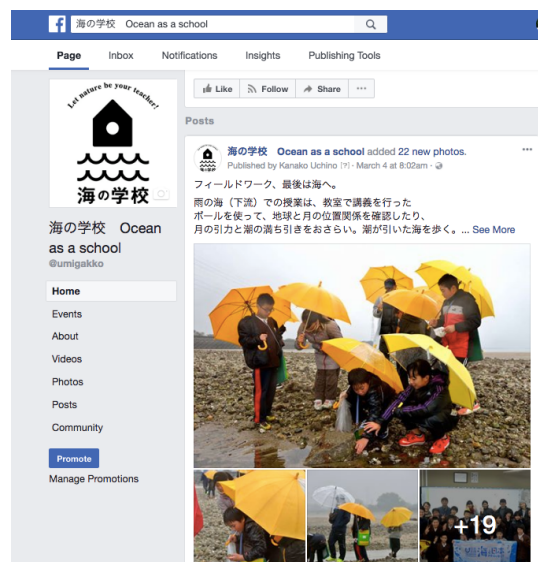 海の学校 Ocean as a school
Page Inbox Notifications Insights Publishing Tools
Let nature be your teacher!
海の学校
海の学校 Ocean as a school
@umigakko
Home
Events
About
Videos
Photos
Posts
Community
Promote
Manage Promotions
Like Follow Share
Posts
海の学校 Ocean as a school added 22 new photos.
Published by Kanako Uchino [?] · March 4 at 8:02am ·
フィールドワーク、最後は海へ。
雨の海（下流）での授業は、教室で講義を行った
ボールを使って、地球と月の位置関係を確認したり、
月の引力と潮の満ち引きをおさらい。潮が引いた海を歩く。... See More
+19